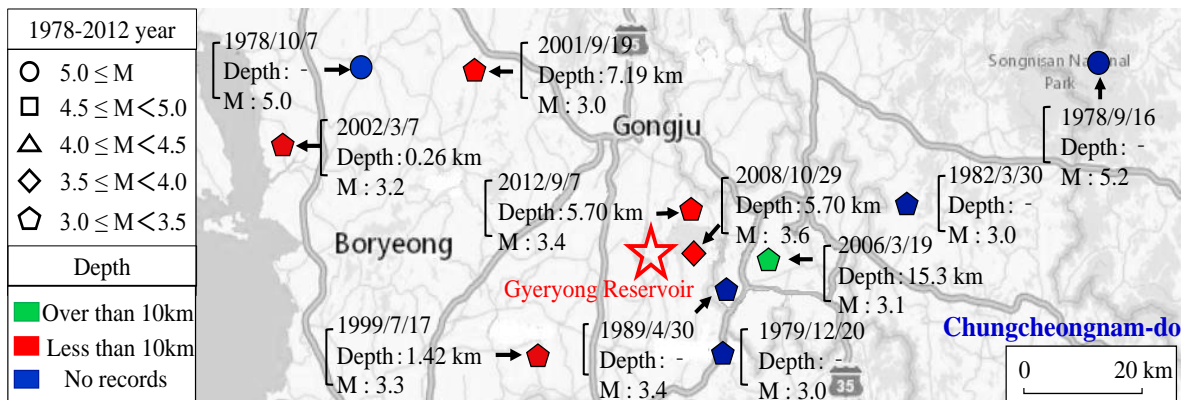 1978-2012 year
5.0 ≤ M
4.5 ≤ M<5.0
4.0 ≤ M<4.5
3.5 ≤ M<4.0
3.0 ≤ M<3.5
Depth
Over than 10km
Less than 10km
No records
1978/10/7
Depth: -
M : 5.0
2001/9/19
Depth:7.19 km
M : 3.0
2002/3/7
Depth:0.26 km
M : 3.2
Gongju
Songnisan National
Park
1978/9/16
Depth: -
M : 5.2
2012/9/7
Depth:5.70 km
M : 3.4
2008/10/29
Depth:5.70 km
M : 3.6
1982/3/30
Depth: -
M : 3.0
Boryeong
2006/3/19
Depth:15.3 km
M : 3.1
Gyeryong Reservoir
1999/7/17
Depth:1.42 km
M : 3.3
1989/4/30
Depth: -
M : 3.4
1979/12/20
Depth: -
M : 3.0
35
Chungcheongnam-do
0 20 km